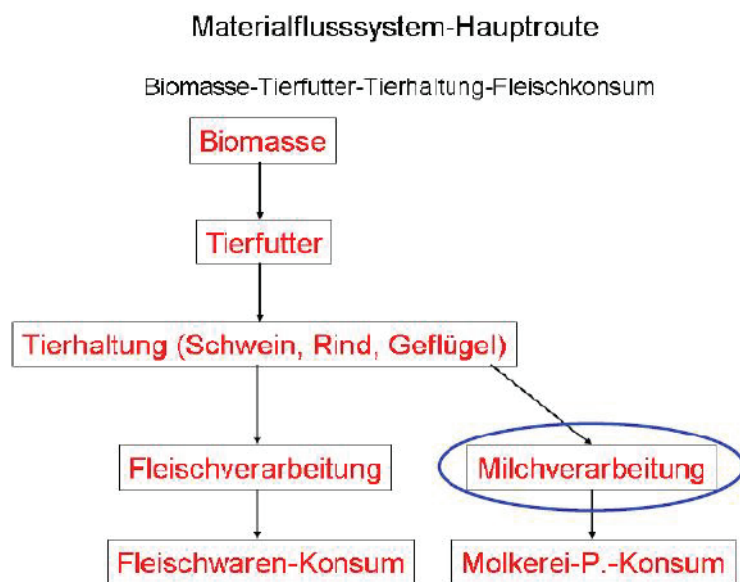 Materialflusssystem-Hauptroute
Biomasse-Tierfutter-Tierhaltung-Fleischkonsum
Biomasse
Tierfutter
Tierhaltung (Schwein, Rind, Geflügel)
Fleischverarbeitung
Milchverarbeitung
Fleischwaren-Konsum
Molkerei-P.-Konsum